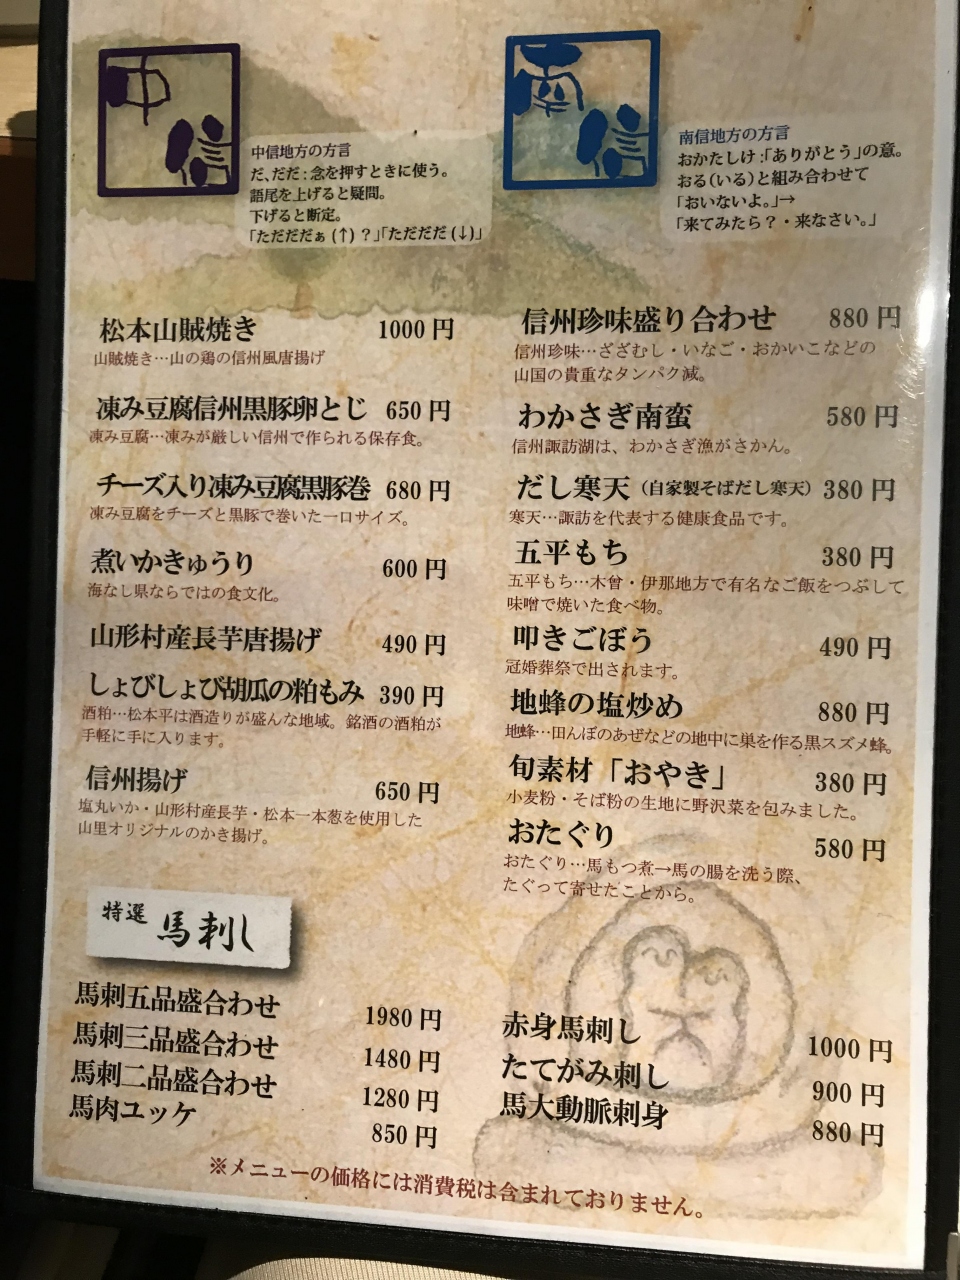 中信
中信地方の方言
だ、だだ：念を押すときに使う。
語尾を上げると疑問。
下げると断定。
「ただだだぁ(↑)？」「ただだだ(↓)」
松本山賊焼き 1000円
山賊焼き…山の鶏の信州風唐揚げ
凍み豆腐信州黒豚卵とじ 650円
凍み豆腐…凍みが厳しい信州で作られる保存食。
チーズ入り凍み豆腐黒豚巻 680円
凍み豆腐をチーズと黒豚で巻いた一口サイズ。
煮いかきゅうり 600円
海なし県ならではの食文化。
山形村産長芋唐揚げ 490円
しょびしょび胡瓜の粕もみ 390円
酒粕…松本平は酒造りが盛んな地域。銘酒の酒粕が
手軽に手に入ります。
信州揚げ 650円
塩丸いか・山形村産長芋・松本一本葱を使用した
山里オリジナルのかき揚げ。
南信
南信地方の方言
おかたしけ：「ありがとう」の意。
おる(いる)と組み合わせて
「おいないよ。」→
「来てみたら？・来なさい。」
信州珍味盛り合わせ 880円
信州珍味…ざざむし・いなご・おかいこなどの
山国の貴重なタンパク減。
わかさぎ南蛮 580円
信州諏訪湖は、わかさぎ漁がさかん。
だし寒天（自家製そばだし寒天） 380円
寒天…諏訪を代表する健康食品です。
五平もち 380円
五平もち…木曾・伊那地方で有名なご飯をつぶして
味噌で焼いた食べ物。
叩きごぼう 490円
冠婚葬祭で出されます。
地蜂の塩炒め 880円
地蜂…田んぼのあぜなどの地中に巣を作る黒スズメ蜂。
旬素材「おやき」 380円
小麦粉・そば粉の生地に野沢菜を包みました。
おたぐり 580円
おたぐり…馬もつ煮→馬の腸を洗う際、
たぐって寄せたことから。
特選 馬刺し
馬刺五品盛合わせ 1980円
馬刺三品盛合わせ 1480円
馬刺二品盛合わせ 1280円
馬肉ユッケ 850円
赤身馬刺し 1000円
たてがみ刺し 900円
馬大動脈刺身 880円
※メニューの価格には消費税は含まれておりません。